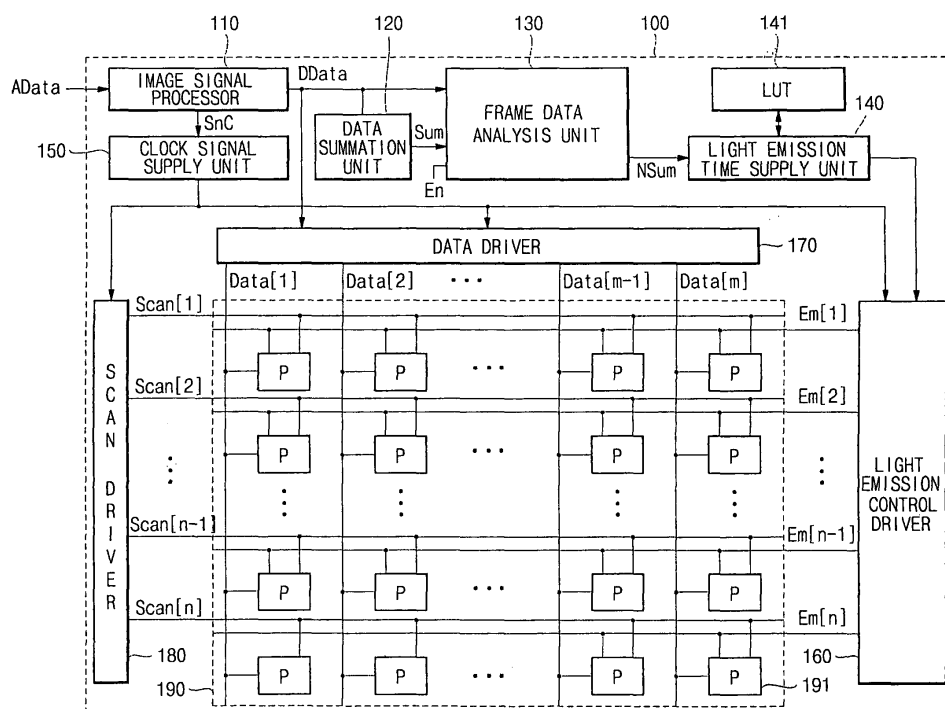 110
120
130
100
141
AData
IMAGE SIGNAL
PROCESSOR
DData
FRAME DATA
ANALYSIS UNIT
LUT
140
SnC
DATA
SUMMATION
UNIT
Sum
150
CLOCK SIGNAL
SUPPLY UNIT
En
NSum
LIGHT EMISSION
TIME SUPPLY UNIT
DATA DRIVER
170
Data[1]
Data[2]
...
Data[m-1]
Data[m]
Scan[1]
Em[1]
P P ... P P
Scan[2]
Em[2]
P P ... P P
SCAN DRIVER
LIGHT
EMISSION
CONTROL
DRIVER
Scan[n-1]
Em[n-1]
P P ... P P
Scan[n]
Em[n]
P P ... P P
180
190
191
160